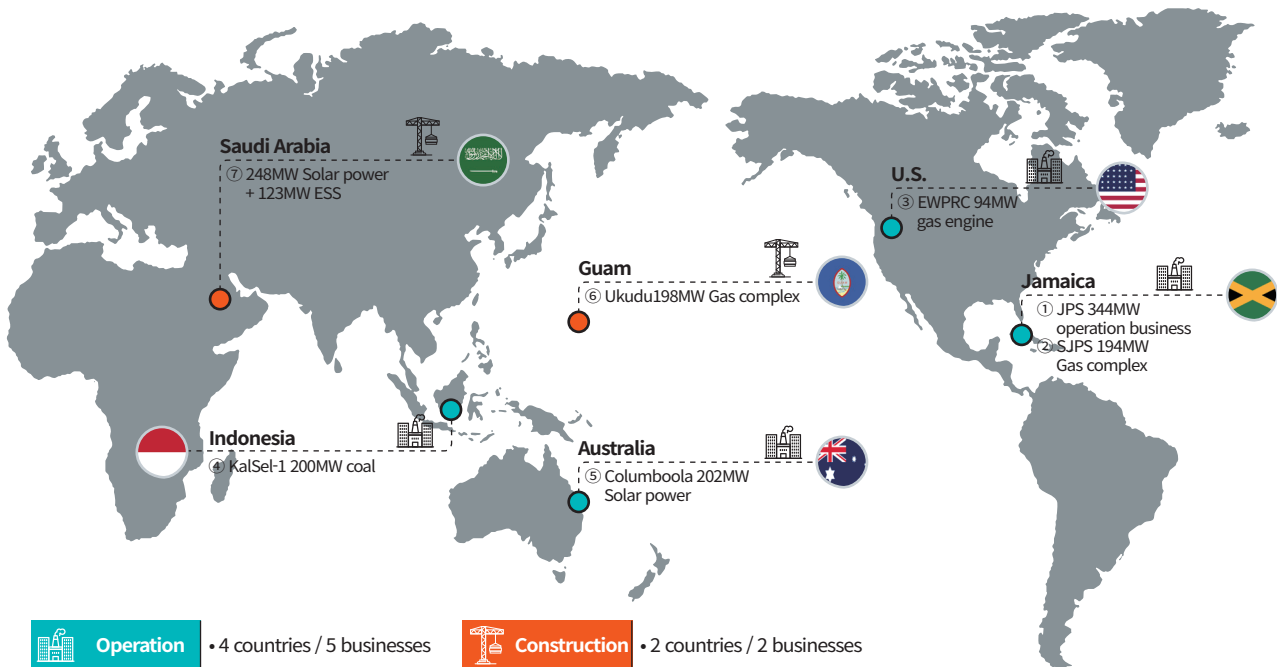 Saudi Arabia
⑦ 248MW Solar power
+ 123MW ESS
U.S.
③ EWPRC 94MW
gas engine
Guam
⑥ Ukudu198MW Gas complex
Jamaica
① JPS 344MW
operation business
② SJPS 194MW
Gas complex
Indonesia
④ KalSel-1 200MW coal
Australia
⑤ Columboola 202MW
Solar power
Operation • 4 countries / 5 businesses
Construction • 2 countries / 2 businesses